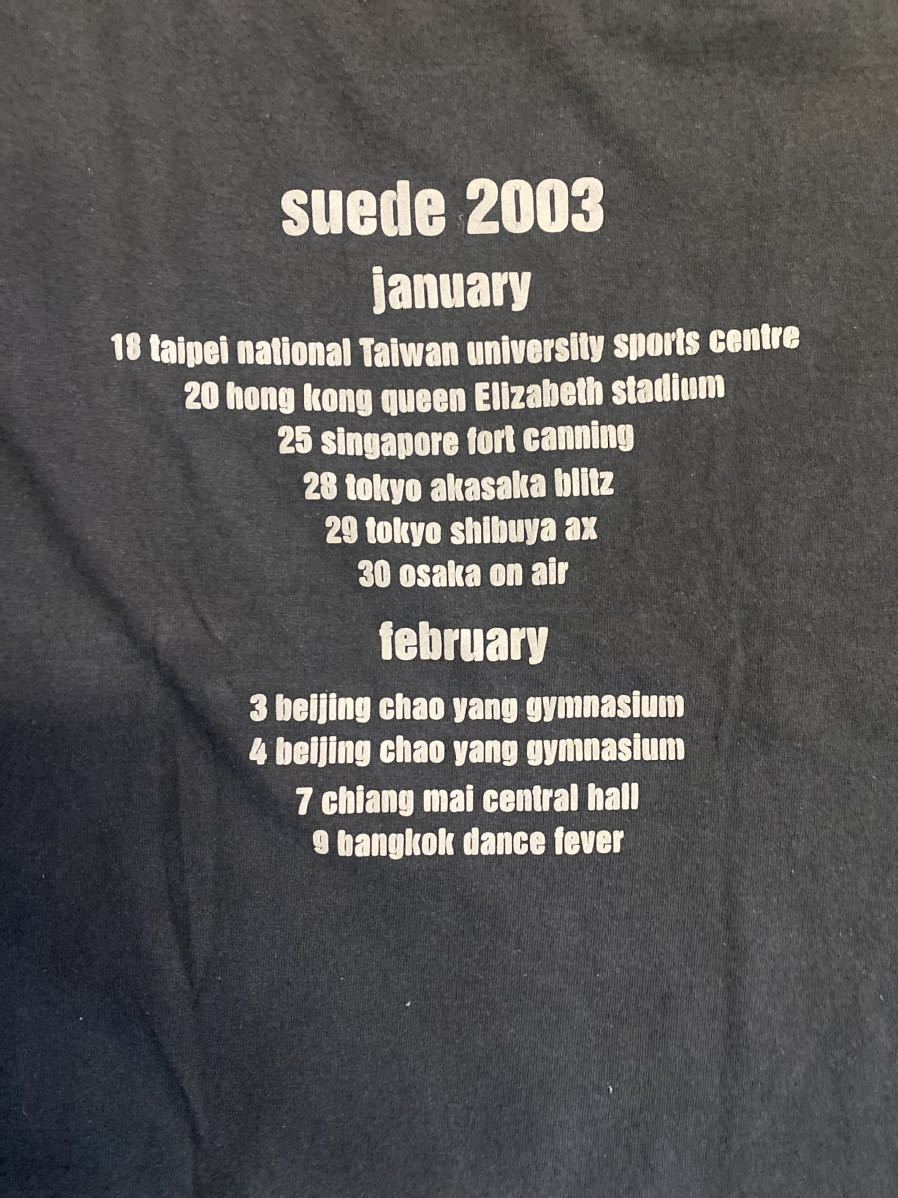 suede 2003
january
18 taipei national Taiwan university sports centre
20 hong kong queen Elizabeth stadium
25 singapore fort canning
28 tokyo akasaka blitz
29 tokyo shibuya ax
30 osaka on air
february
3 beijing chao yang gymnasium
4 beijing chao yang gymnasium
7 chiang mai central hall
9 bangkok dance fever